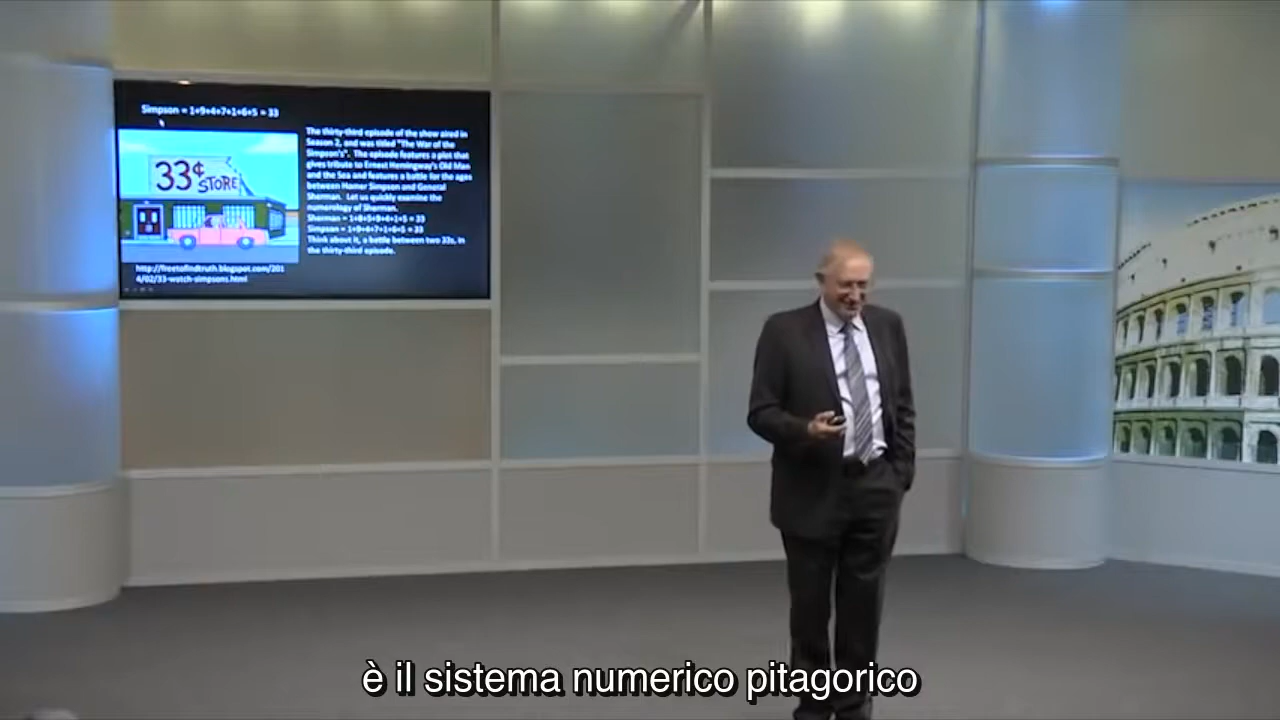 Simpson = 1+9+4+7+1+6+5 = 33
33¢
STORE
The thirty-third episode of the show aired in
Season 2, and was titled "The War of the
Simpson's". The episode features a plot that
gives tribute to Ernest Hemingway's Old Man
and the Sea and features a battle for the ages
between Homer Simpson and General
Sherman. Let us quickly examine the
numerology of Sherman.
Sherman = 1+8+5+9+4+1+5 = 33
Simpson = 1+9+4+7+1+6+5 = 33
Think about it, a battle between two 33s, in
the thirty-third episode.
http://freetofindtruth.blogspot.com/201
4/02/33-watch-simpsons.html
è il sistema numerico pitagorico